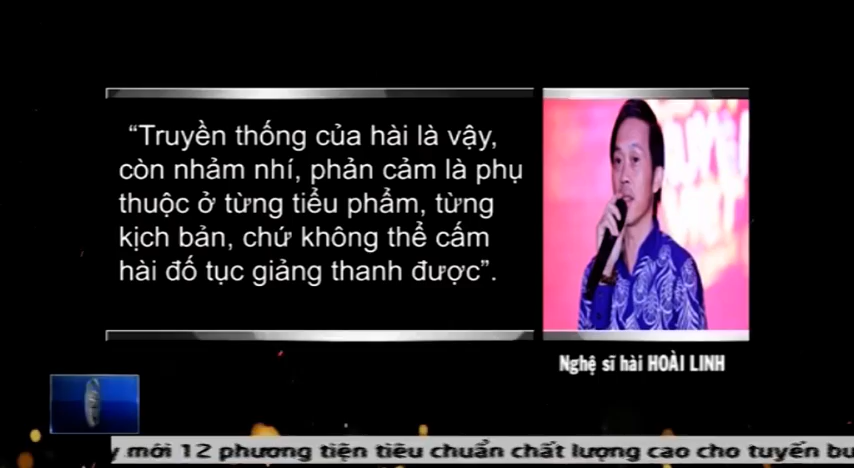 “Truyền thống của hài là vậy,
còn nhảm nhí, phản cảm là phụ
thuộc ở từng tiểu phẩm, từng
kịch bản, chứ không thể cấm
hài đố tục giảng thanh được”.
Nghệ sĩ hài HOÀI LINH
mới 12 phương tiện tiêu chuẩn chất lượng cao cho tuyến